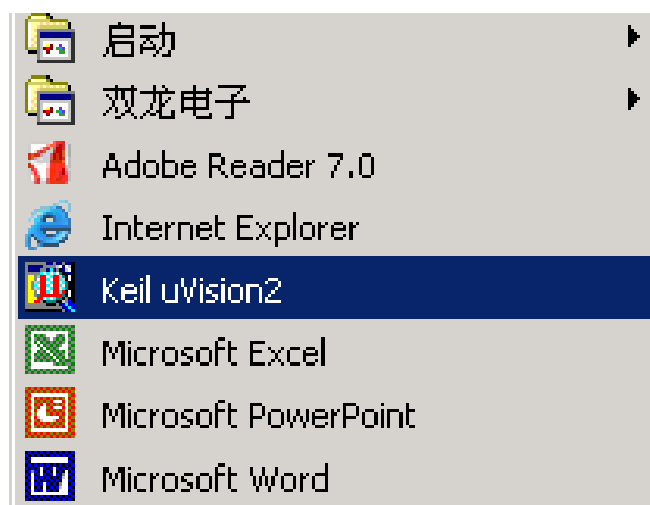 启动
双龙电子
Adobe Reader 7.0
Internet Explorer
Keil uVision2
Microsoft Excel
Microsoft PowerPoint
Microsoft Word